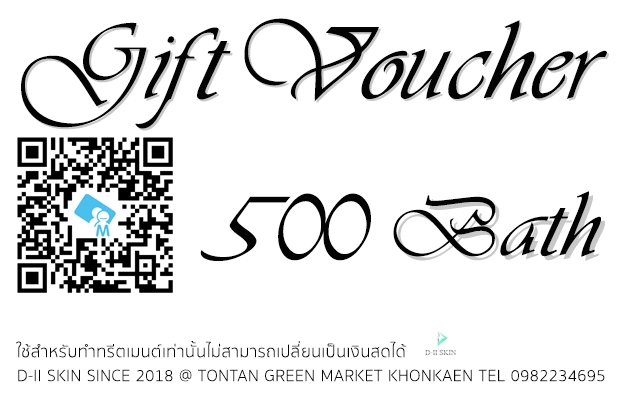 Gift Voucher
500 Bath
M
ใช้สำหรับทำทรีตเมนต์เท่านั้นไม่สามารถเปลี่ยนเป็นเงินสดได้
D-II SKIN
D-II SKIN SINCE 2018 @ TONTAN GREEN MARKET KHONKAEN TEL 0982234695